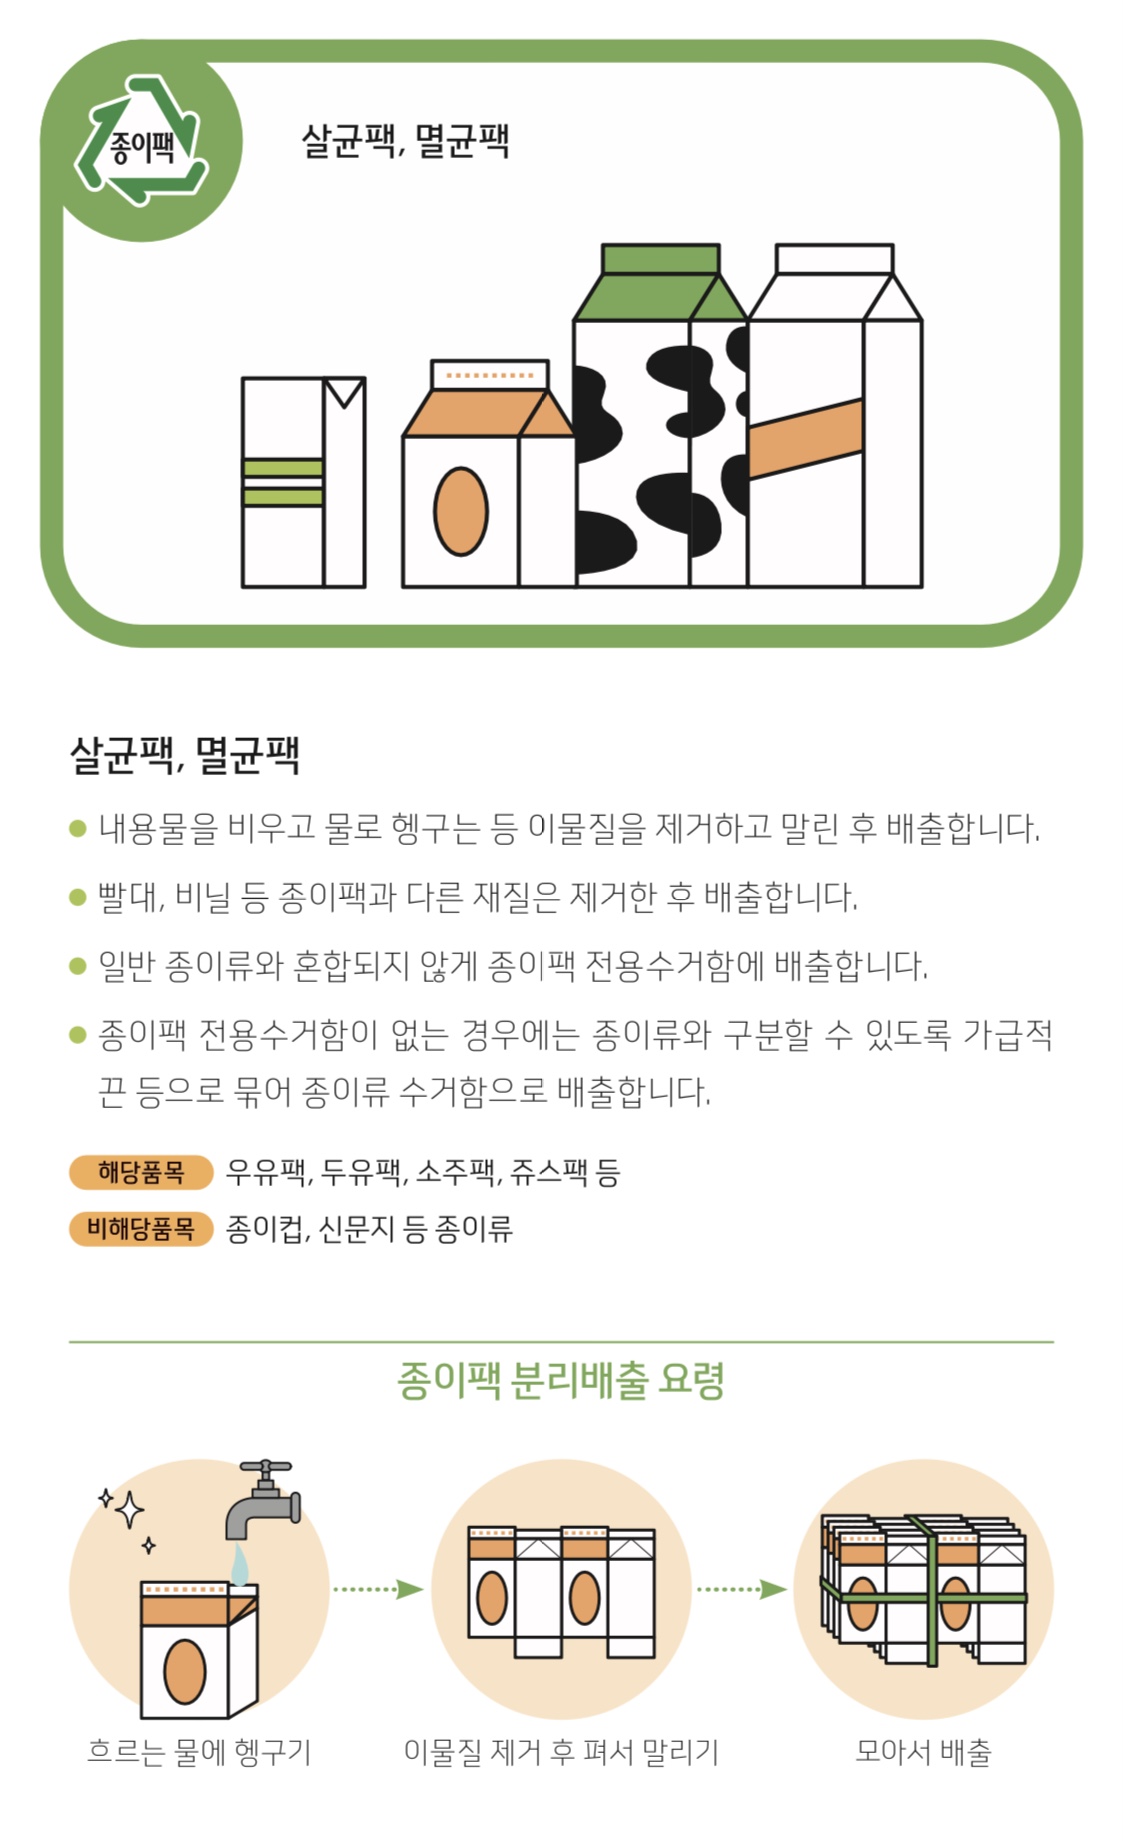 종이팩
살균팩, 멸균팩
살균팩, 멸균팩
내용물을 비우고 물로 헹구는 등 이물질을 제거하고 말린 후 배출합니다.
빨대, 비닐 등 종이팩과 다른 재질은 제거한 후 배출합니다.
일반 종이류와 혼합되지 않게 종이팩 전용수거함에 배출합니다.
종이팩 전용수거함이 없는 경우에는 종이류와 구분할 수 있도록 가급적
끈 등으로 묶어 종이류 수거함으로 배출합니다.
해당품목 우유팩, 두유팩, 소주팩, 쥬스팩 등
비해당품목 종이컵, 신문지 등 종이류
종이팩 분리배출 요령
흐르는 물에 헹구기
이물질 제거 후 펴서 말리기
모아서 배출